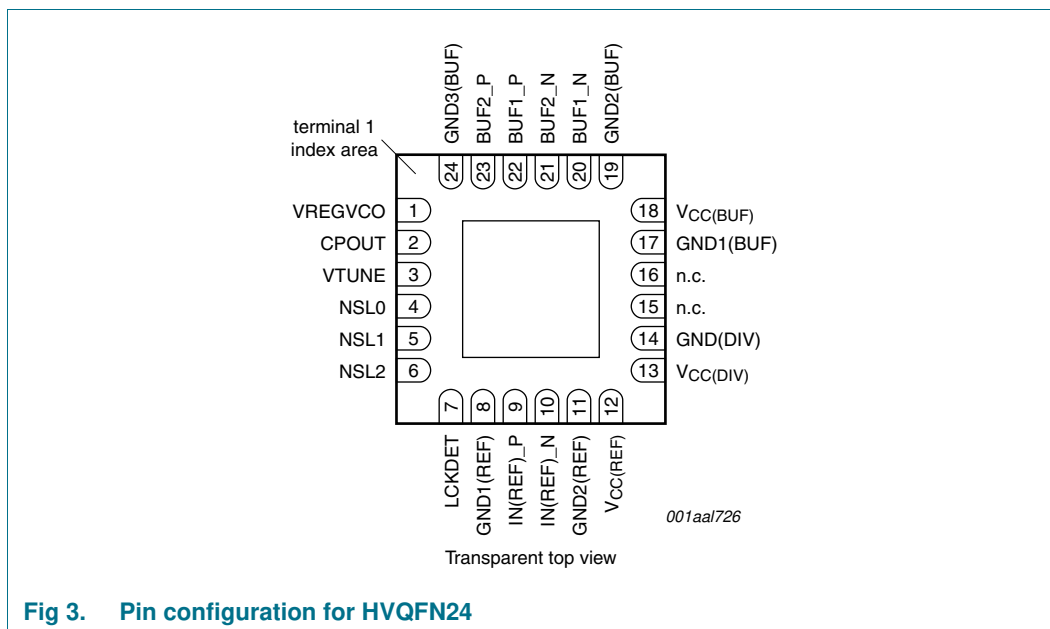 GND3(BUF)
BUF2_P
BUF1_P
BUF2_N
BUF1_N
GND2(BUF)
terminal 1
index area
24
23
22
21
20
19
VREGVCO 1
CPOUT 2
VTUNE 3
NSL0 4
NSL1 5
NSL2 6
18 VCC(BUF)
17 GND1(BUF)
16 n.c.
15 n.c.
14 GND(DIV)
13 VCC(DIV)
7
8
9
10
11
12
LCKDET
GND1(REF)
IN(REF)_P
IN(REF)_N
GND2(REF)
VCC(REF)
001aal726
Transparent top view
Fig 3. Pin configuration for HVQFN24